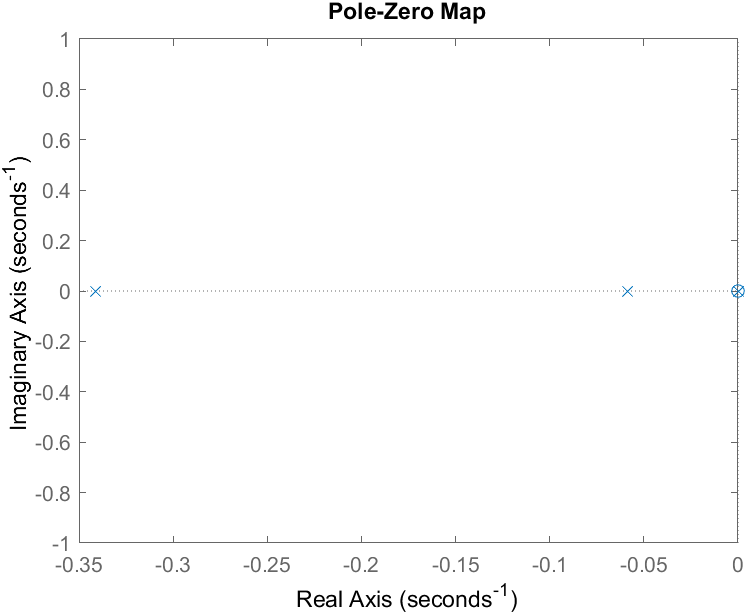 Pole-Zero Map
1
0.8
0.6
0.4
0.2
0
-0.2
-0.4
-0.6
-0.8
-1
Imaginary Axis (seconds⁻¹)
-0.35 -0.3 -0.25 -0.2 -0.15 -0.1 -0.05 0
Real Axis (seconds⁻¹)